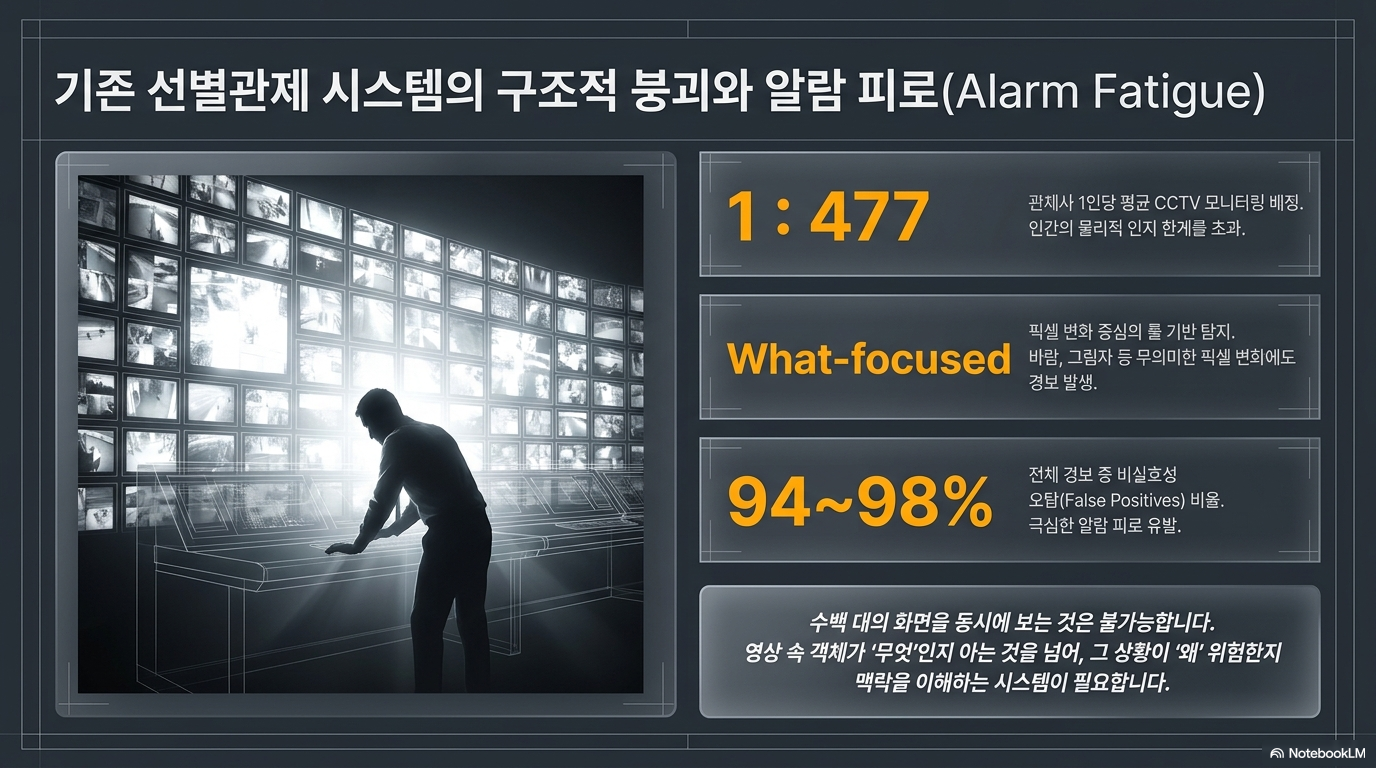 기존 선별관제 시스템의 구조적 붕괴와 알람 피로(Alarm Fatigue)
1 : 477
관제사 1인당 평균 CCTV 모니터링 배정.
인간의 물리적 인지 한계를 초과.
What-focused
픽셀 변화 중심의 룰 기반 탐지.
바람, 그림자 등 무의미한 픽셀 변화에도
경보 발생.
94~98%
전체 경보 중 비실효성
오탐(False Positives) 비율.
극심한 알람 피로 유발.
수백 대의 화면을 동시에 보는 것은 불가능합니다.
영상 속 객체가 ‘무엇’인지 아는 것을 넘어, 그 상황이 ‘왜’ 위험한지
맥락을 이해하는 시스템이 필요합니다.
NotebookLM